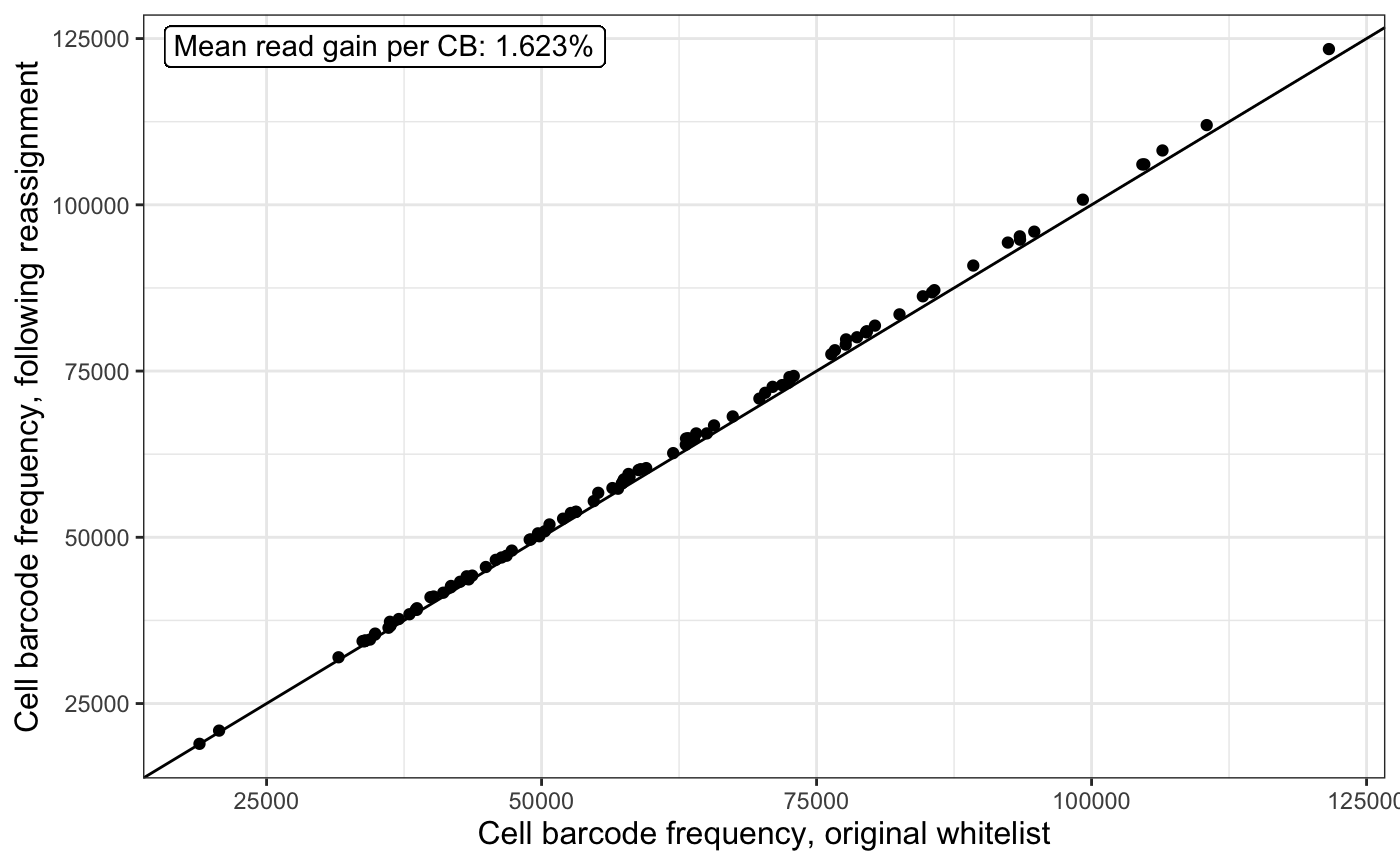 Mean read gain per CB: 1.623%
Cell barcode frequency, following reassignment
125000
100000
75000
50000
25000
25000 50000 75000 100000 125000
Cell barcode frequency, original whitelist